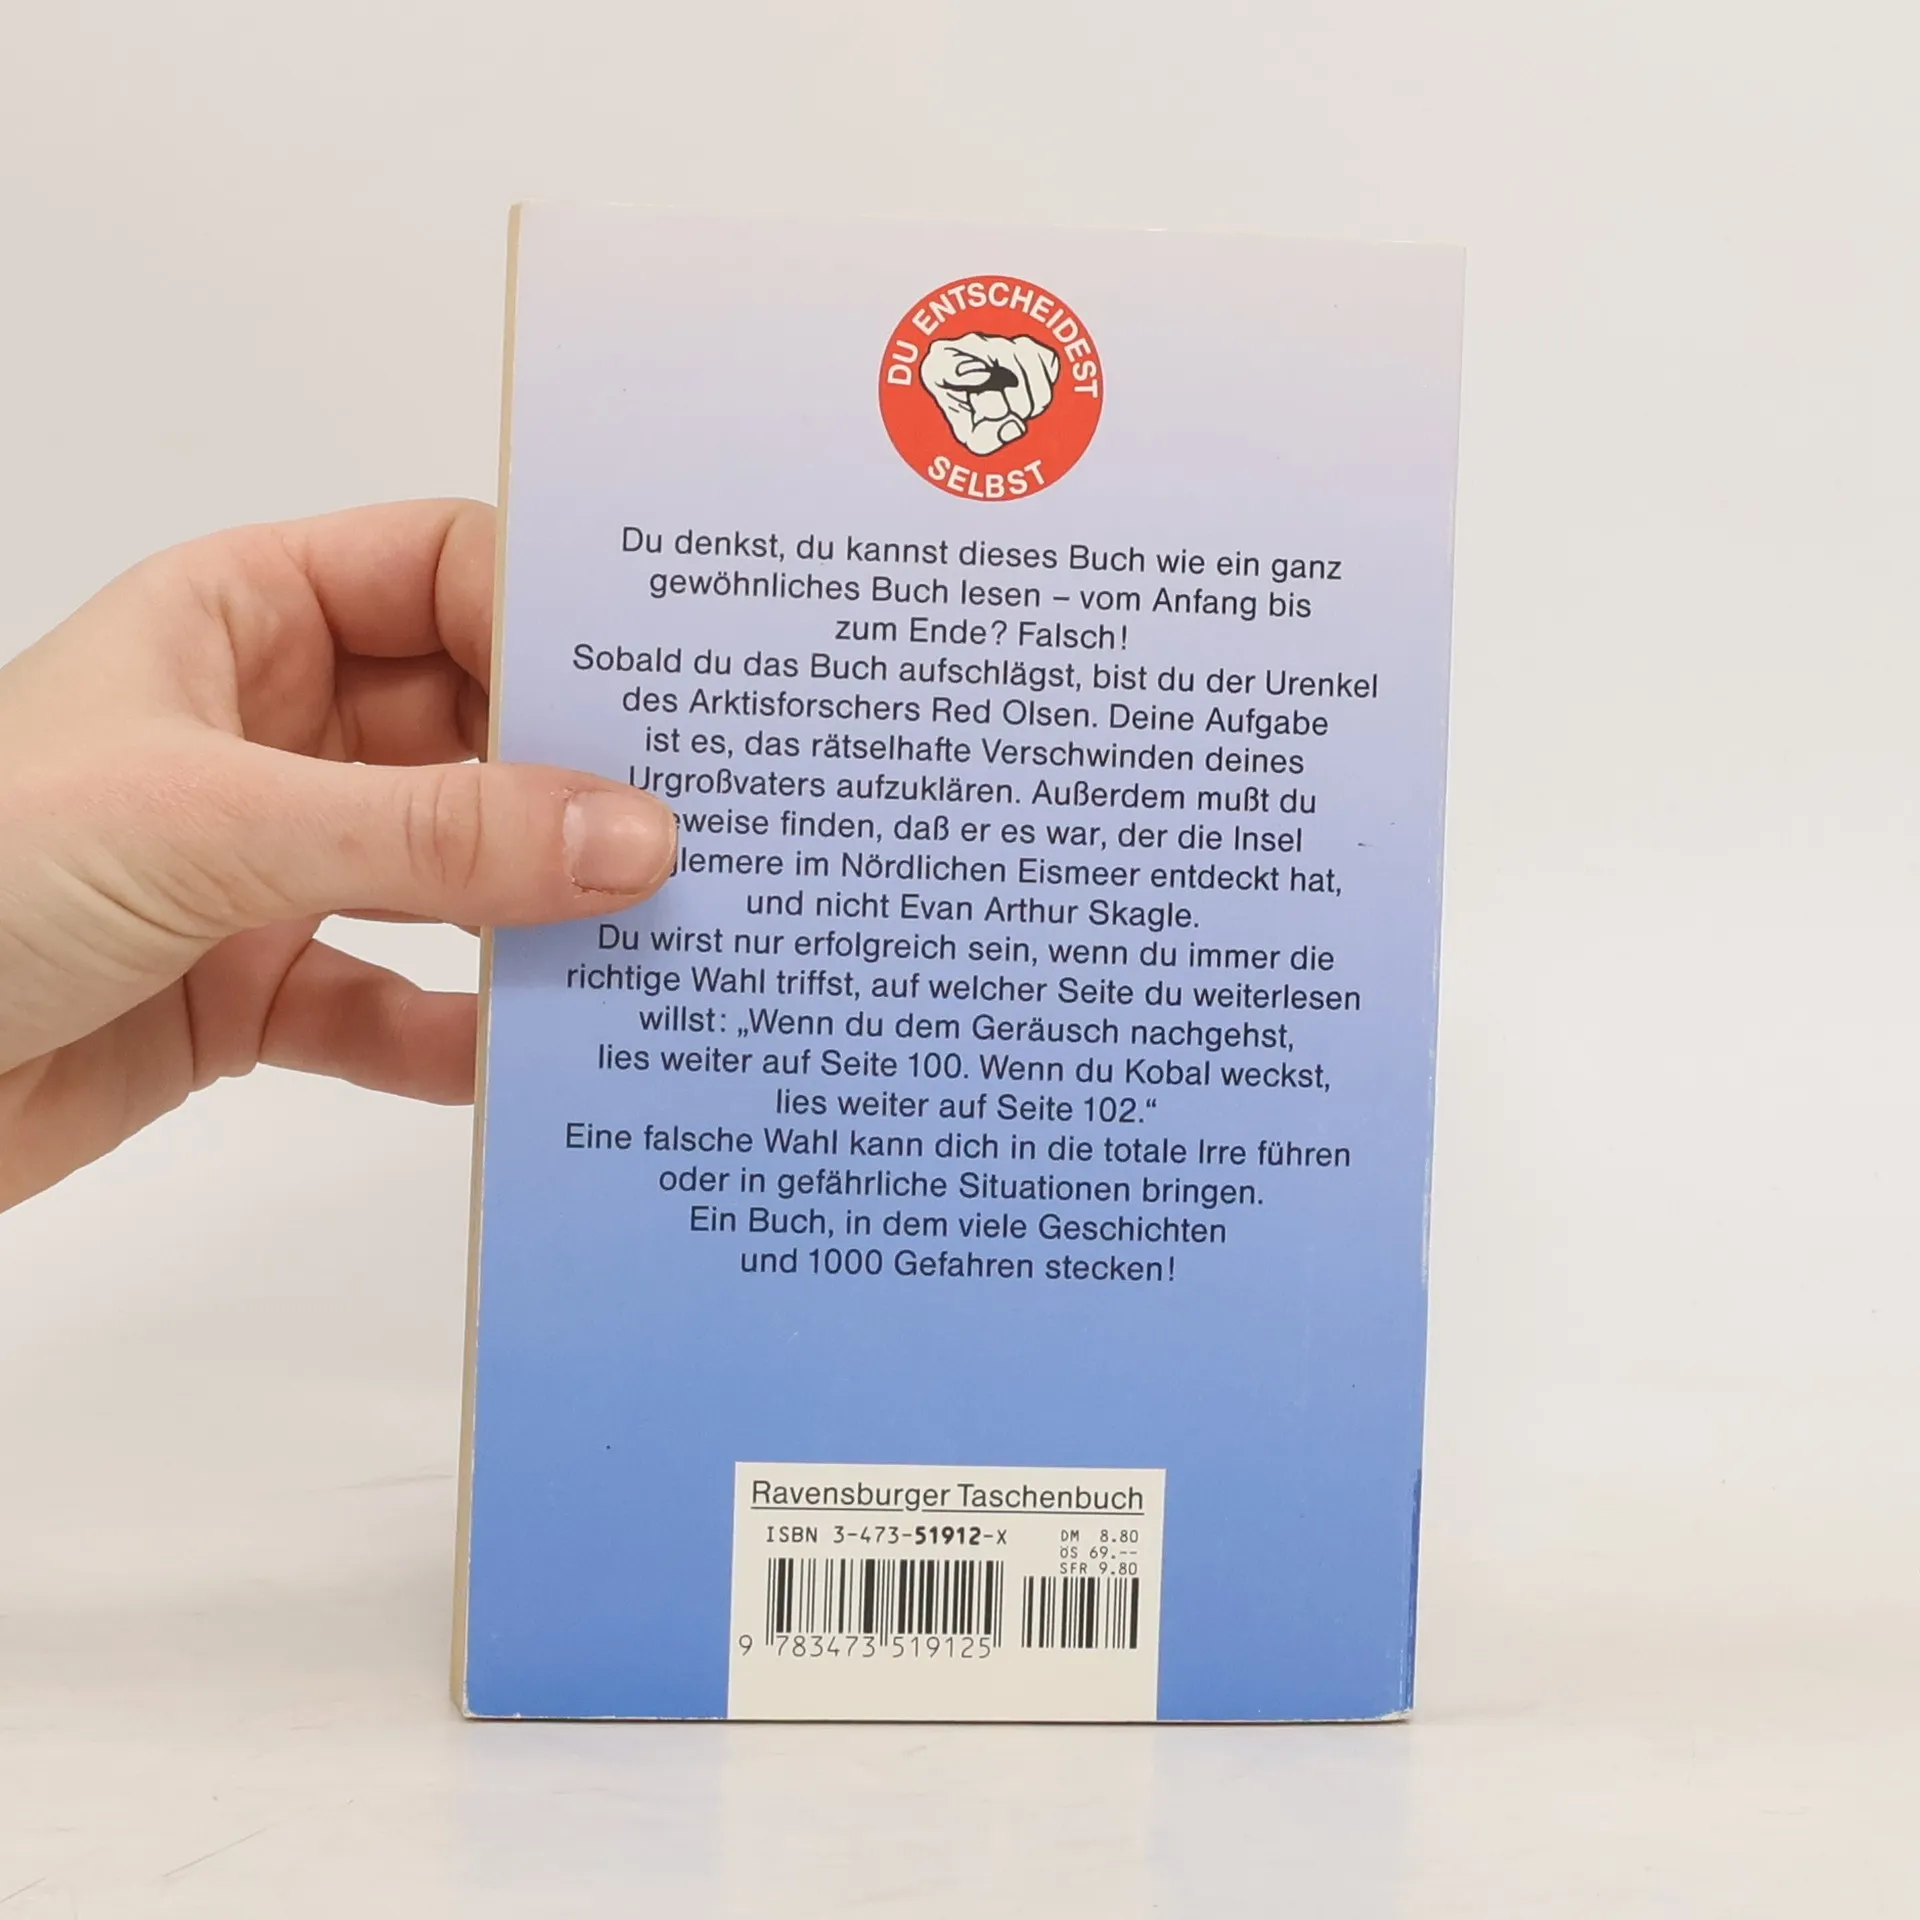 DU ENTSCHEIDEST
SELBST
Du denkst, du kannst dieses Buch wie ein ganz
gewöhnliches Buch lesen – vom Anfang bis
zum Ende? Falsch!
Sobald du das Buch aufschlägst, bist du der Urenkel
des Arktisforschers Red Olsen. Deine Aufgabe
ist es, das rätselhafte Verschwinden deines
Urgroßvaters aufzuklären. Außerdem mußt du
finden, daß er es war, der die Insel
im Nördlichen Eismeer entdeckt hat,
und nicht Evan Arthur Skagle.
Du wirst nur erfolgreich sein, wenn du immer die
richtige Wahl triffst, auf welcher Seite du weiterlesen
willst: „Wenn du dem Geräusch nachgehst,
lies weiter auf Seite 100. Wenn du Kobal weckst,
lies weiter auf Seite 102.“
Eine falsche Wahl kann dich in die totale Irre führen
oder in gefährliche Situationen bringen.
Ein Buch, in dem viele Geschichten
und 1000 Gefahren stecken!
Ravensburger Taschenbuch
ISBN 3-473-51912-X
DM 8.80
öS 69.--
SFR 9.80
9 783473 519125